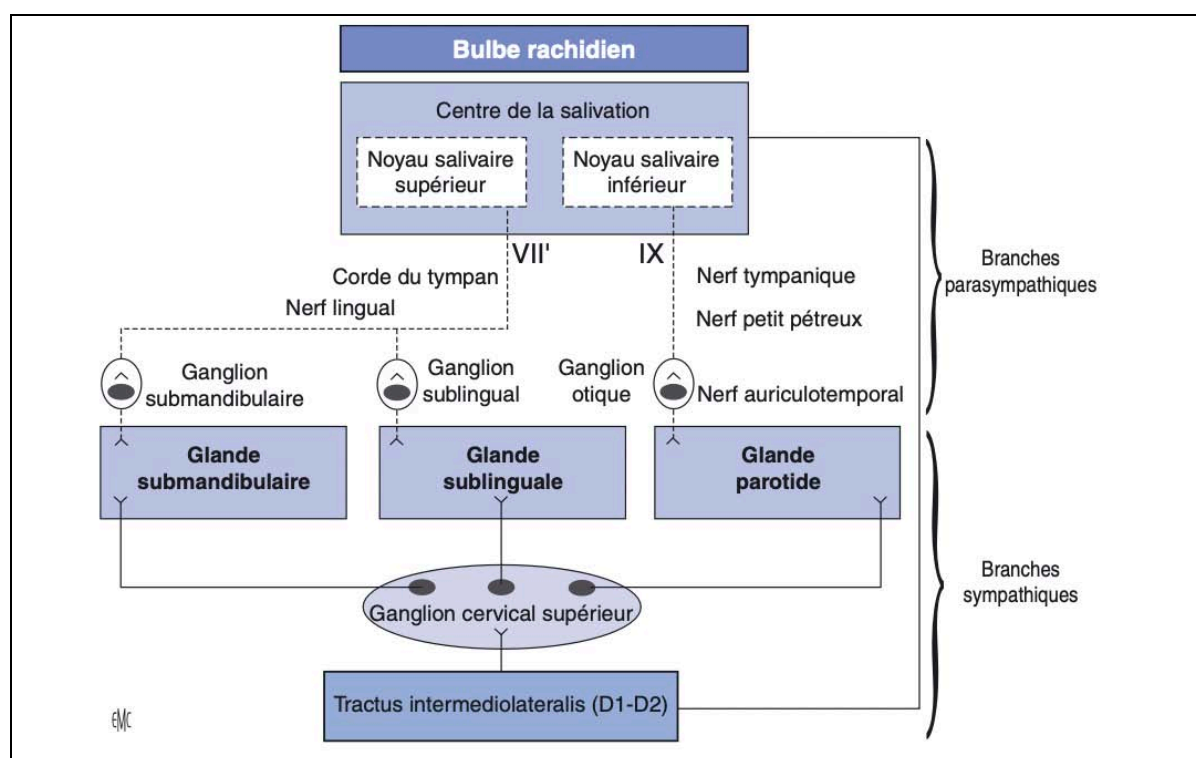 Bulbe rachidien
Centre de la salivation
Noyau salivaire
supérieur
Noyau salivaire
inférieur
VII'
IX
Corde du tympan
Nerf lingual
Nerf tympanique
Nerf petit pétreux
Branches
parasympathiques
Ganglion
submandibulaire
Ganglion
sublingual
Ganglion
otique
Nerf auriculotemporal
Glande
submandibulaire
Glande
sublinguale
Glande
parotide
Ganglion cervical supérieur
Branches
sympathiques
Tractus intermediolateralis (D1-D2)
EMC